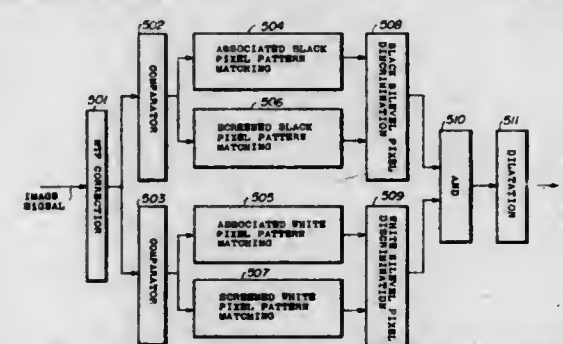 501
MTF CORRECTION
IMAGE
SIGNAL
502
COMPARATOR
503
COMPARATOR
504
ASSOCIATED BLACK
PIXEL PATTERN
MATCHING
506
SCREENED BLACK
PIXEL PATTERN
MATCHING
505
ASSOCIATED WHITE
PIXEL PATTERN
MATCHING
507
SCREENED WHITE
PIXEL PATTERN
MATCHING
508
BLACK BILEVEL PIXEL
DISCRIMINATION
509
WHITE BILEVEL PIXEL
DISCRIMINATION
510
AND
511
DILATATION